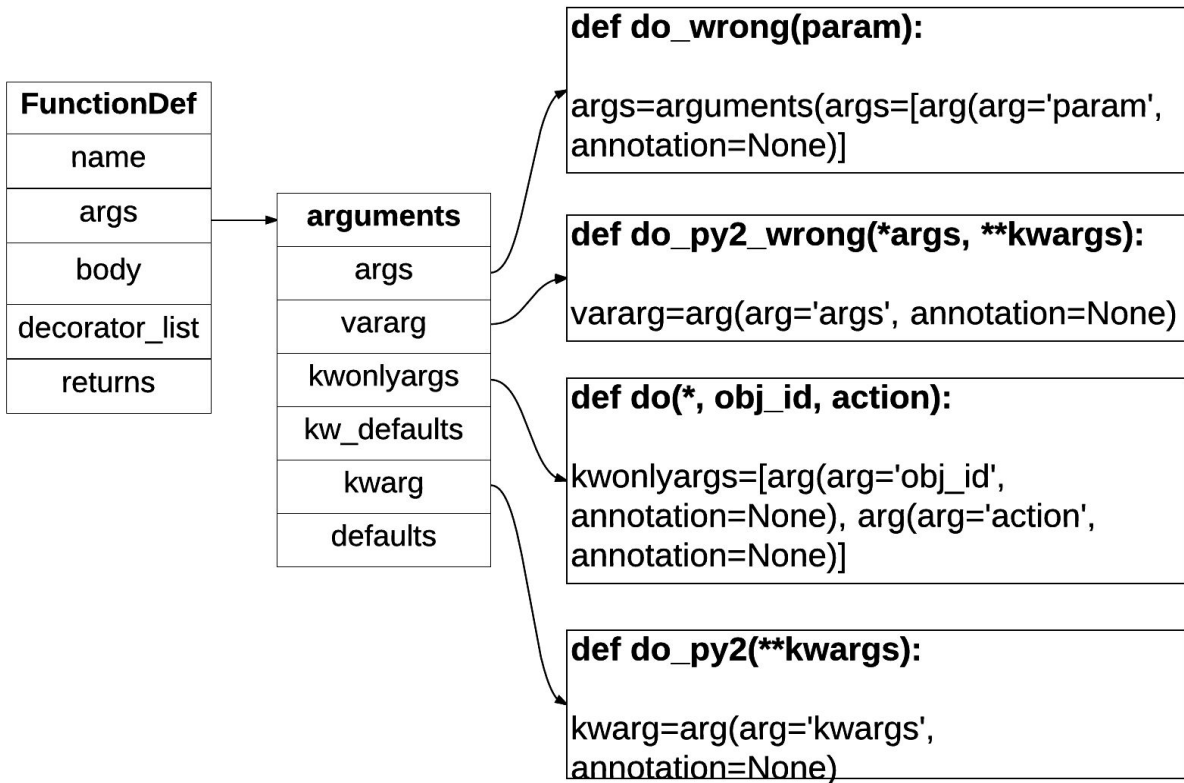 FunctionDef
name
args
body
decorator_list
returns
arguments
args
vararg
kwonlyargs
kw_defaults
kwarg
defaults
def do_wrong(param):
args=arguments(args=[arg(arg='param',
annotation=None)]
def do_py2_wrong(*args, **kwargs):
vararg=arg(arg='args', annotation=None)
def do(*, obj_id, action):
kwonlyargs=[arg(arg='obj_id',
annotation=None), arg(arg='action',
annotation=None)]
def do_py2(**kwargs):
kwarg=arg(arg='kwargs',
annotation=None)